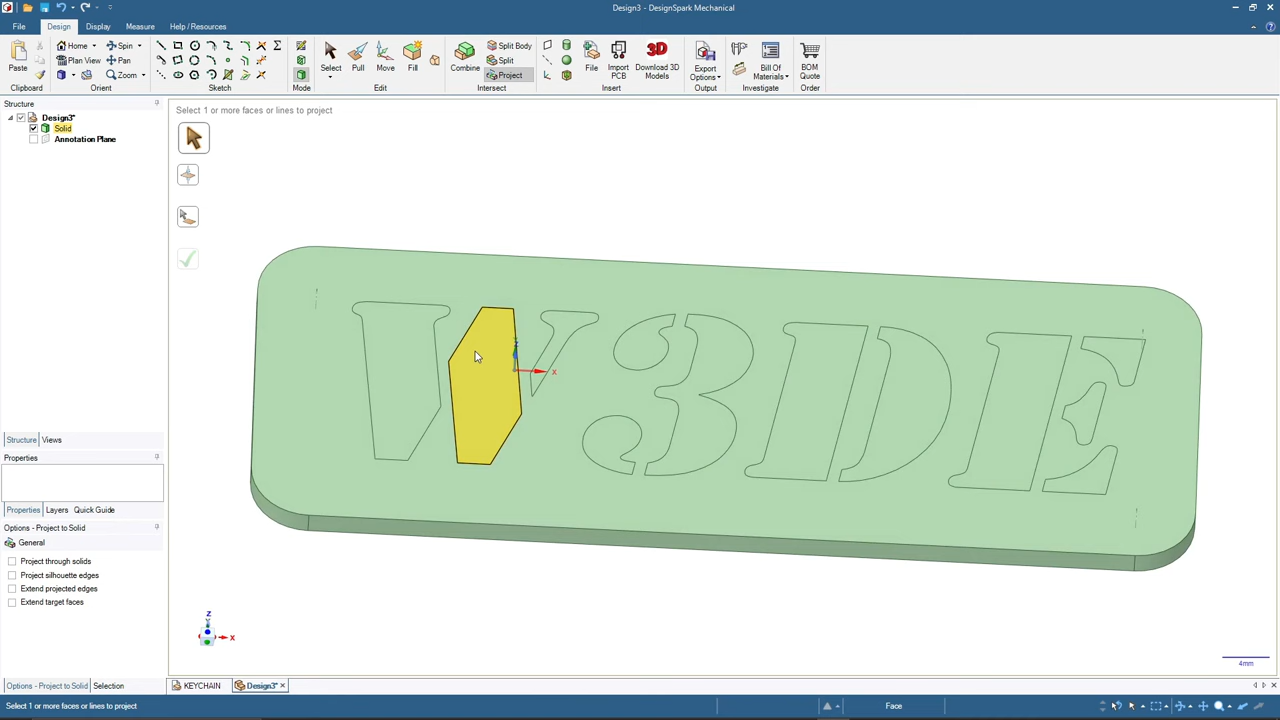 Design3 - DesignSpark Mechanical
File
Design
Display
Measure
Help / Resources
Paste
Home
Spin
Plan View
Pan
Zoom
Select
Pull
Move
Fill
Combine
Split Body
Split
Project
File
Import
PCB
Download 3D
Models
3D
Export
Options
Bill Of
Materials
BOM
Quote
Clipboard
Orient
Sketch
Mode
Edit
Intersect
Insert
Output
Investigate
Order
Structure
Design3*
Solid
Annotation Plane
Select 1 or more faces or lines to project
W3DE
X
Structure
Views
Properties
Properties
Layers
Quick Guide
Options - Project to Solid
General
Project through solids
Project silhouette edges
Extend projected edges
Extend target faces
Z
X
4mm
Options - Project to Solid
Selection
KEYCHAIN
Design3*
Select 1 or more faces or lines to project
Face